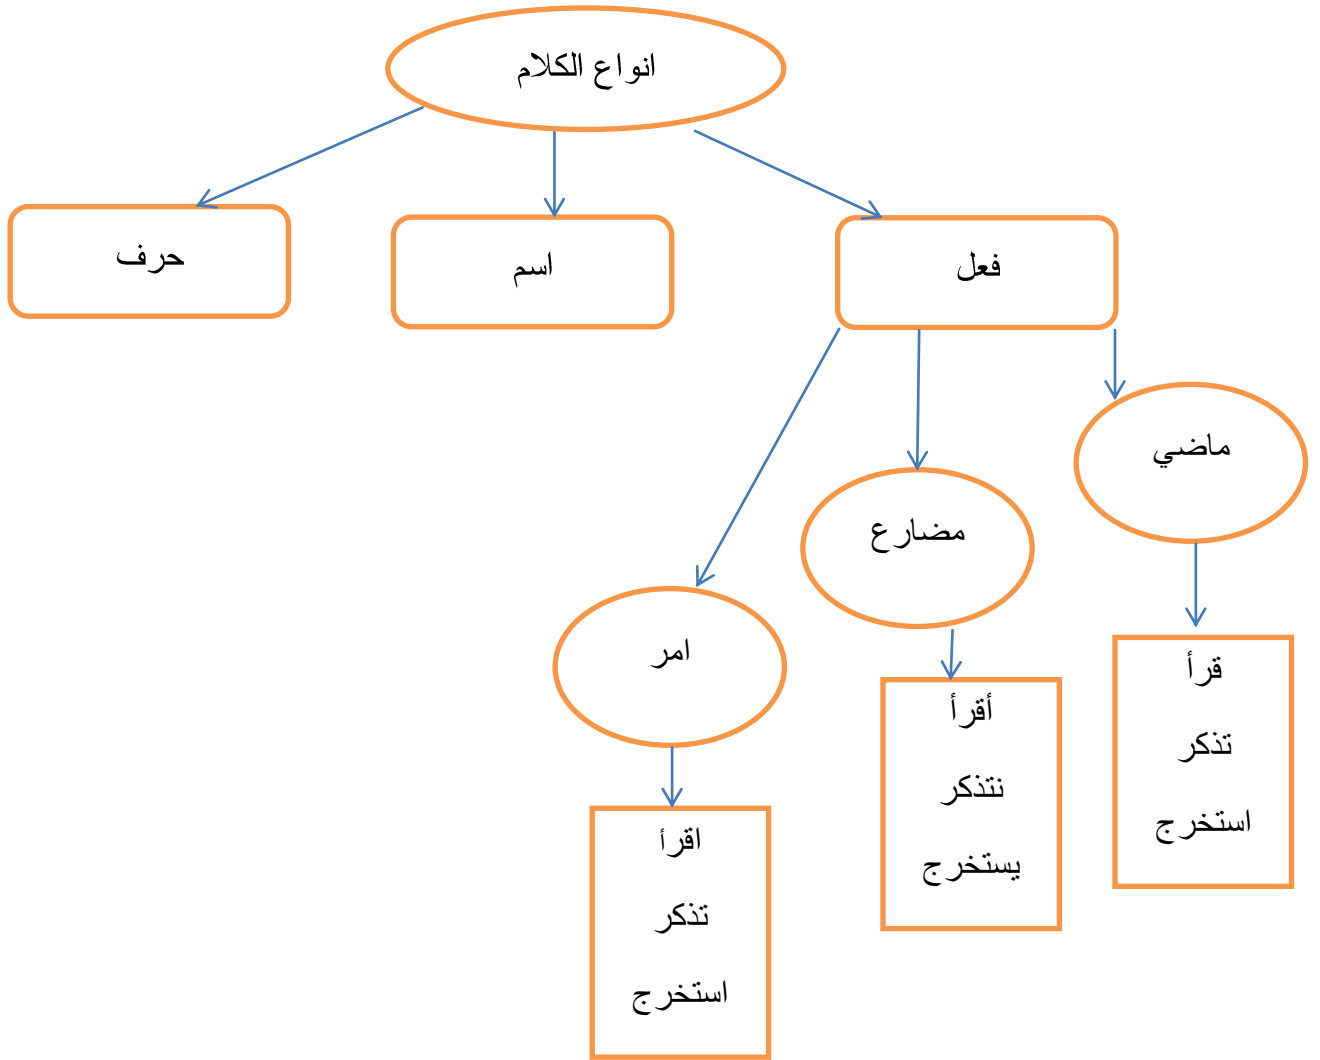 انواع الكلام
فعل
اسم
حرف
ماضي
مضارع
امر
قرأ
تذكر
استخرج
أقرأ
نتذكر
يستخرج
اقرأ
تذكر
استخرج